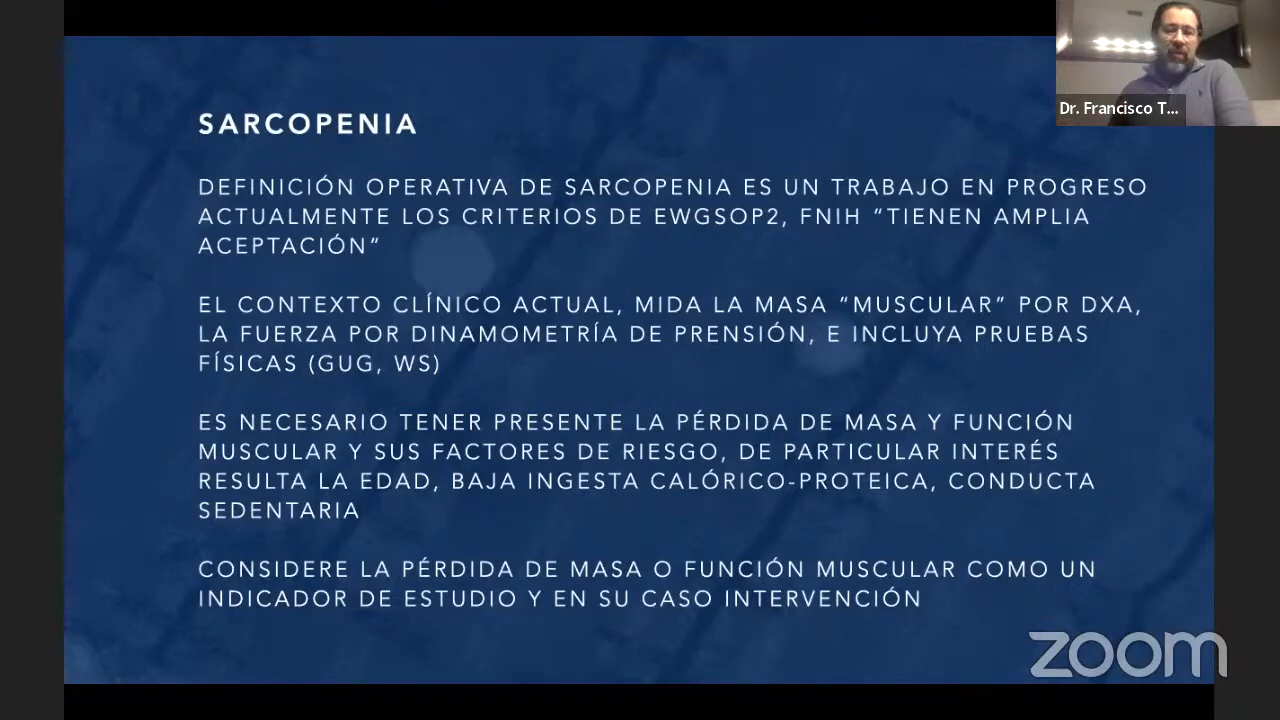 Dr. Francisco T...
SARCOPENIA
DEFINICIÓN OPERATIVA DE SARCOPENIA ES UN TRABAJO EN PROGRESO
ACTUALMENTE LOS CRITERIOS DE EWGSOP2, FNIH “TIENEN AMPLIA
ACEPTACIÓN”
EL CONTEXTO CLÍNICO ACTUAL, MIDA LA MASA “MUSCULAR” POR DXA,
LA FUERZA POR DINAMOMETRÍA DE PRENSIÓN, E INCLUYA PRUEBAS
FÍSICAS (GUG, WS)
ES NECESARIO TENER PRESENTE LA PÉRDIDA DE MASA Y FUNCIÓN
MUSCULAR Y SUS FACTORES DE RIESGO, DE PARTICULAR INTERÉS
RESULTA LA EDAD, BAJA INGESTA CALÓRICO-PROTEICA, CONDUCTA
SEDENTARIA
CONSIDERE LA PÉRDIDA DE MASA O FUNCIÓN MUSCULAR COMO UN
INDICADOR DE ESTUDIO Y EN SU CASO INTERVENCIÓN
zoom